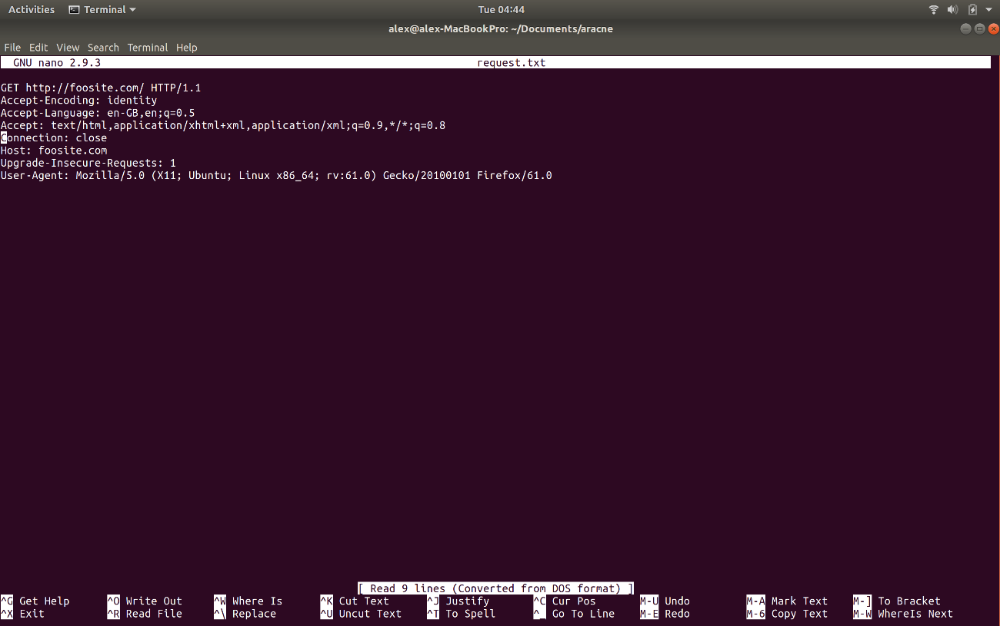 Activities Terminal Tue 04:44
alex@alex-MacBookPro: ~/Documents/aracne
File Edit View Search Terminal Help
GNU nano 2.9.3 request.txt
GET http://foosite.com/ HTTP/1.1
Accept-Encoding: identity
Accept-Language: en-GB,en;q=0.5
Accept: text/html,application/xhtml+xml,application/xml;q=0.9,*/*;q=0.8
Connection: close
Host: foosite.com
Upgrade-Insecure-Requests: 1
User-Agent: Mozilla/5.0 (X11; Ubuntu; Linux x86_64; rv:61.0) Gecko/20100101 Firefox/61.0
[ Read 9 lines (Converted from DOS format) ]
^G Get Help ^O Write Out ^W Where Is ^K Cut Text ^J Justify ^C Cur Pos M-U Undo M-A Mark Text M-] To Bracket
^X Exit ^R Read File ^\ Replace ^U Uncut Text ^T To Spell ^_ Go To Line M-E Redo M-6 Copy Text M-W WhereIs Next